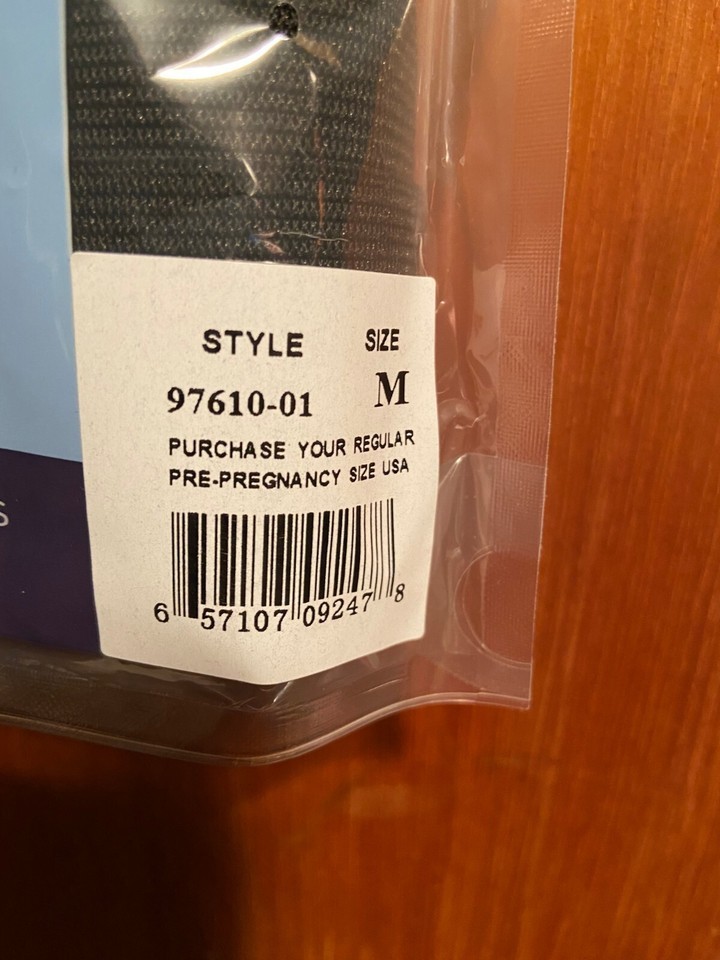 STYLE SIZE
97610-01 M
PURCHASE YOUR REGULAR
PRE-PREGNANCY SIZE USA
6 57107 09247 8
S